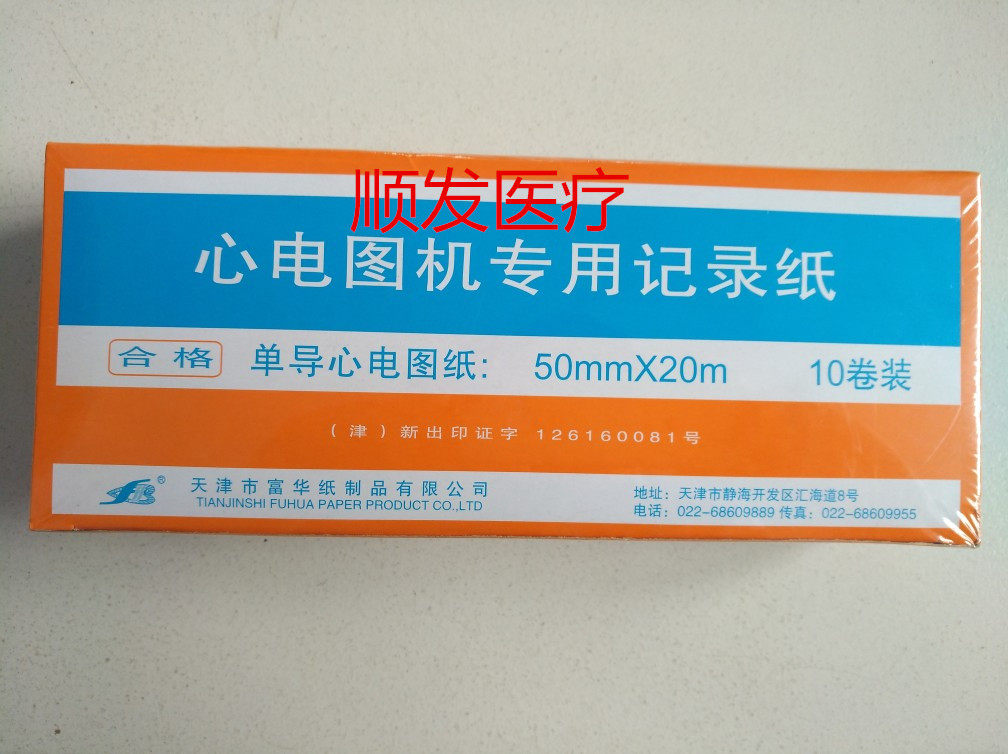 顺发医疗
心电图机专用记录纸
合格 单导心电图纸: 50mmX20m 10卷装
(津)新出印证字 126160081号
天津市富华纸制品有限公司
TIANJINSHI FUHUA PAPER PRODUCT CO.,LTD
地址: 天津市静海开发区汇海道8号
电话: 022-68609889 传真: 022-68609955